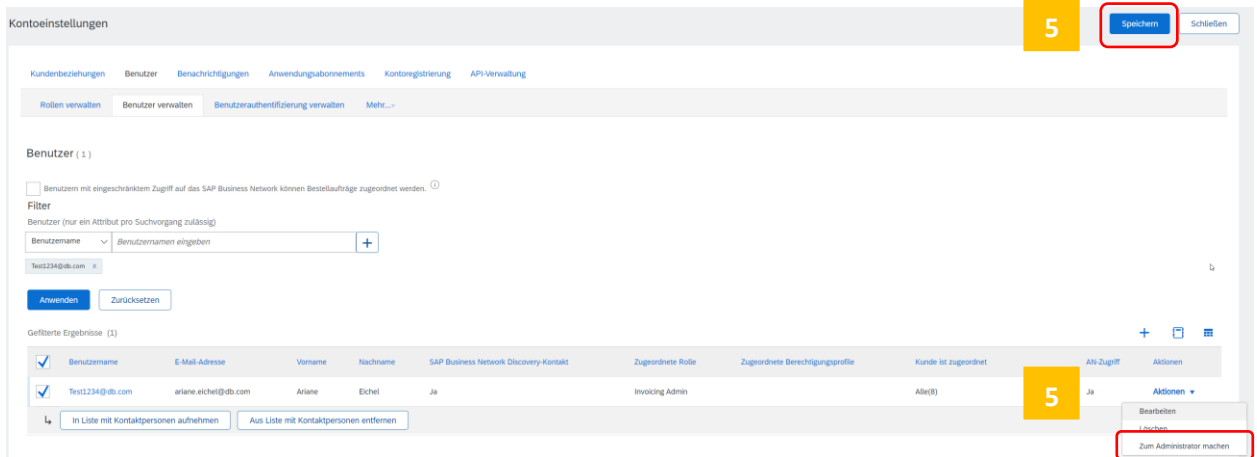 Kontoeinstellungen
5
Speichern
Schließen
Kundenbeziehungen Benutzer Benachrichtigungen Anwendungsabonnements Kontoregistrierung API-Verwaltung
Rollen verwalten Benutzer verwalten Benutzerauthentifizierung verwalten Mehr...
Benutzer (1)
Benutzern mit eingeschränktem Zugriff auf das SAP Business Network können Bestellaufträge zugeordnet werden.
Filter
Benutzer (nur ein Attribut pro Suchvorgang zulässig)
Benutzername Benutzernamen eingeben +
Test1234@db.com x
Anwenden Zurücksetzen
Gefilterte Ergebnisse (1)
Benutzername E-Mail-Adresse Vorname Nachname SAP Business Network Discovery-Kontakt Zugeordnete Rolle Zugeordnete Berechtigungsprofile Kunde ist zugeordnet AN-Zugriff Aktionen
Test1234@db.com ariane.eichel@db.com Ariane Eichel Ja Invoicing Admin Alle(8) Ja Aktionen
5
In Liste mit Kontaktpersonen aufnehmen Aus Liste mit Kontaktpersonen entfernen
Bearbeiten
Löschen
Zum Administrator machen